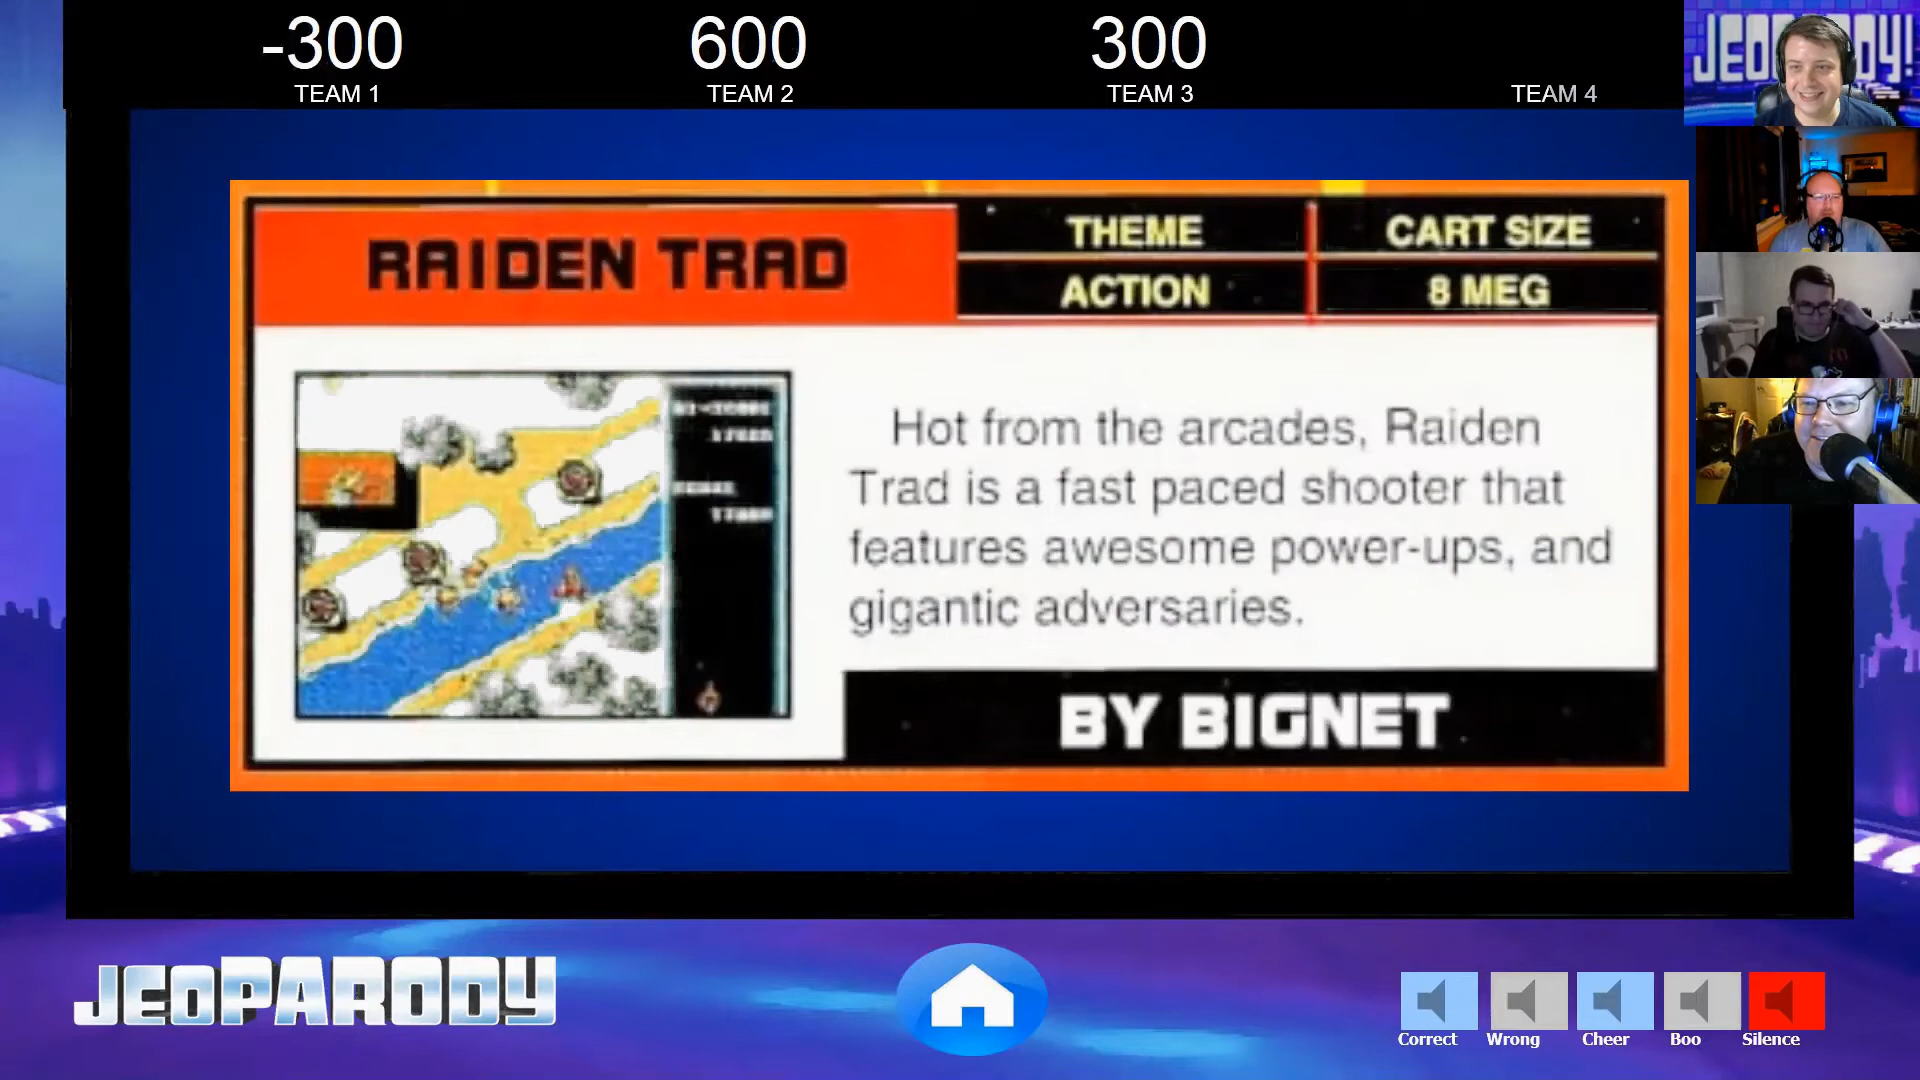 -300
TEAM 1
600
TEAM 2
300
TEAM 3
TEAM 4
JEOPARODY!
RAIDEN TRAD
THEME
ACTION
CART SIZE
8 MEG
Hot from the arcades, Raiden
Trad is a fast paced shooter that
features awesome power-ups, and
gigantic adversaries.
BY BIGNET
JEOPARODY
Correct
Wrong
Cheer
Boo
Silence